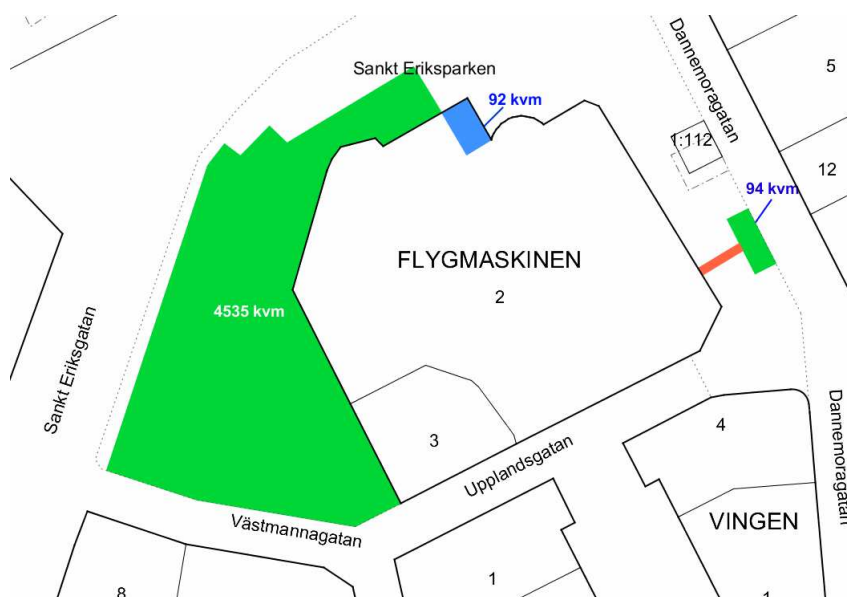 Sankt Eriksparken
92 kvm
Dannemoragatan
5
1:112
12
94 kvm
FLYGMASKINEN
2
4535 kvm
Sankt Eriksgatan
3
4
Upplandsgatan
Dannemoragatan
Västmannagatan
VINGEN
1
8
1